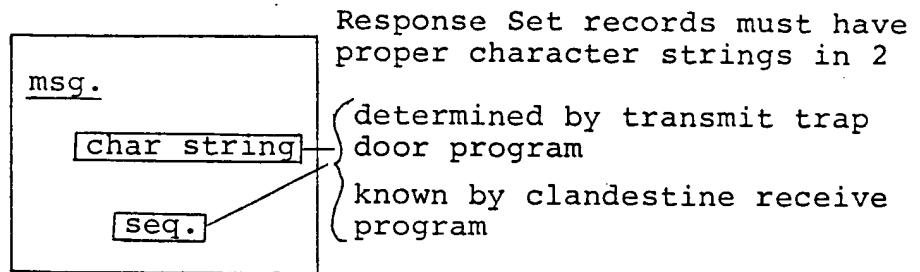 Response Set records must have
proper character strings in 2
msg.
char string
seq.
determined by transmit trap
door program
known by clandestine receive
program